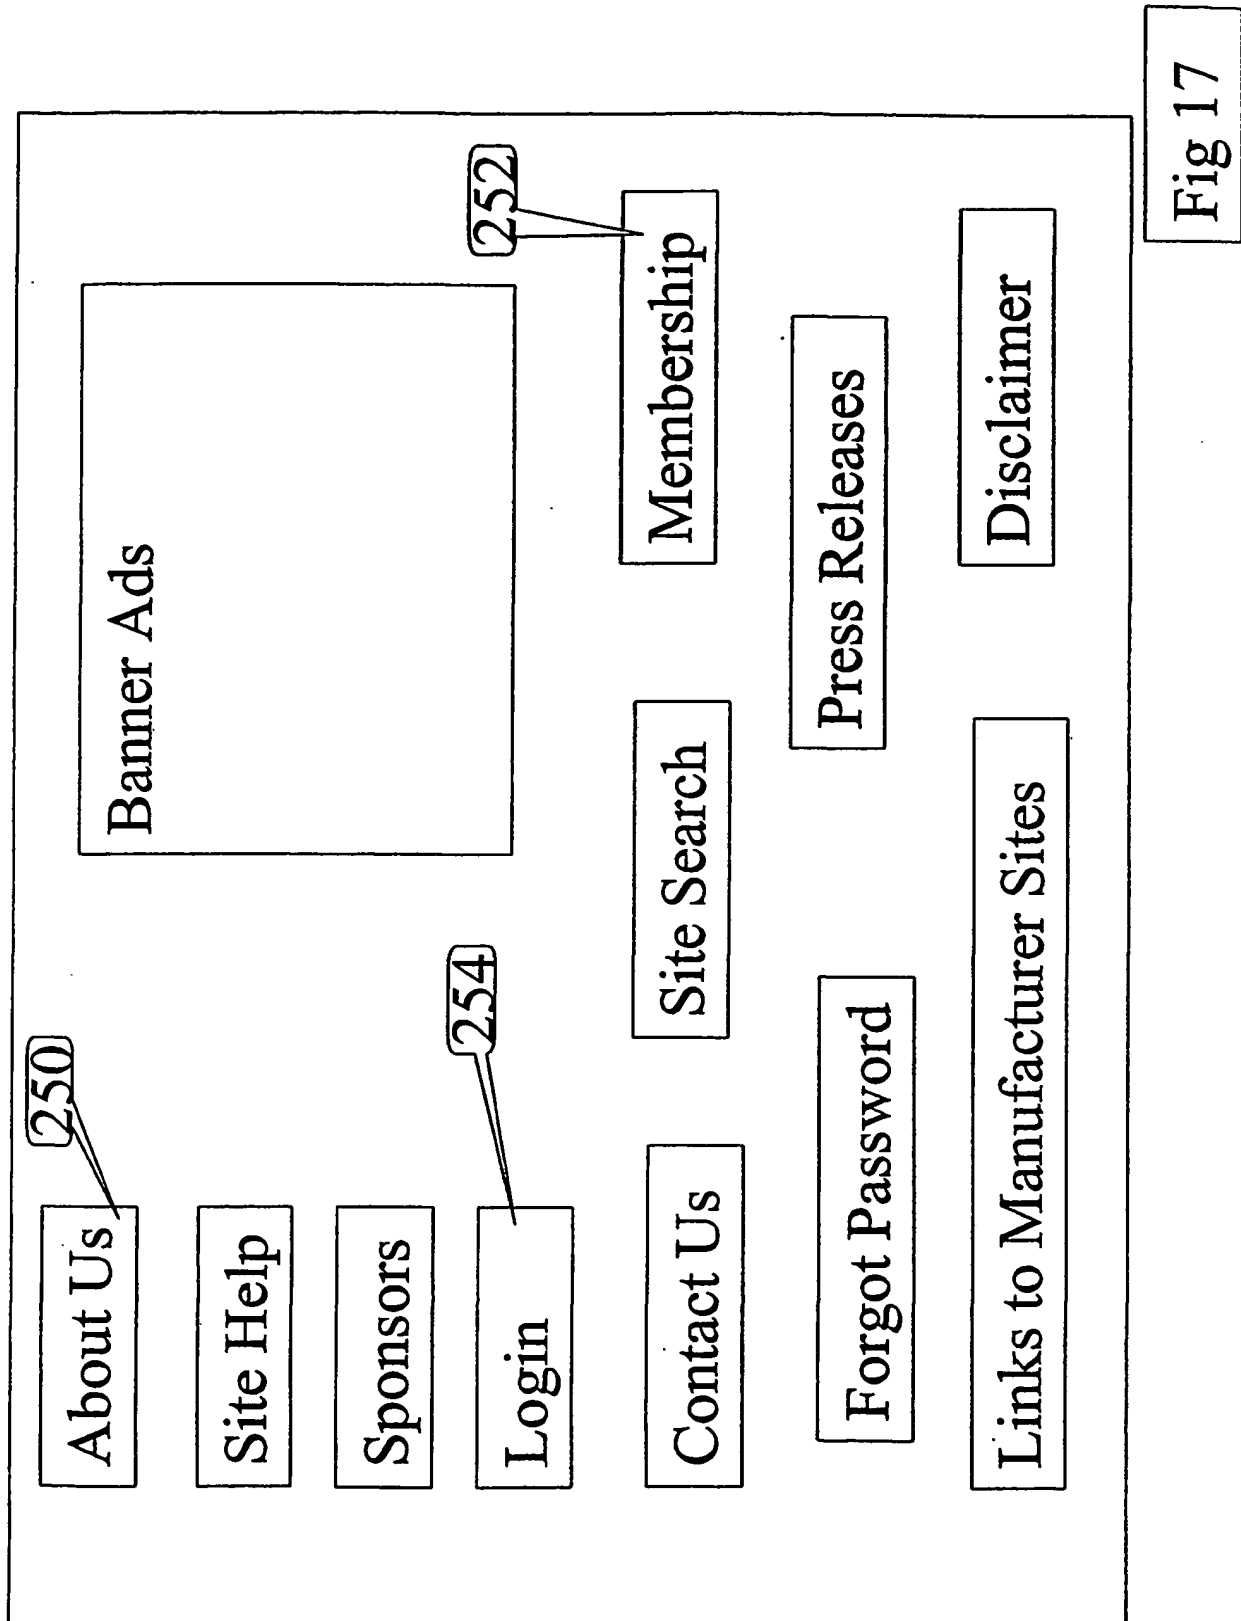 250
About Us
Banner Ads
Site Help
Sponsors
254
Login
252
Contact Us
Site Search
Membership
Forgot Password
Press Releases
Links to Manufacturer Sites
Disclaimer
Fig 17